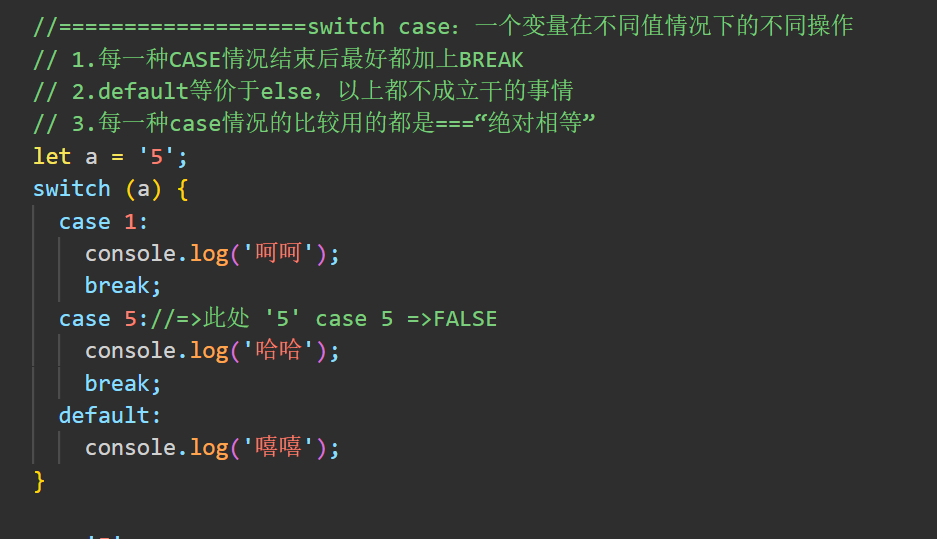 //===================switch case：一个变量在不同值情况下的不同操作
// 1.每一种CASE情况结束后最好都加上BREAK
// 2.default等价于else，以上都不成立干的事情
// 3.每一种case情况的比较用的都是===“绝对相等”
let a = '5';
switch (a) {
case 1:
console.log('呵呵');
break;
case 5://=>此处 '5' case 5 =>FALSE
console.log('哈哈');
break;
default:
console.log('嘻嘻');
}